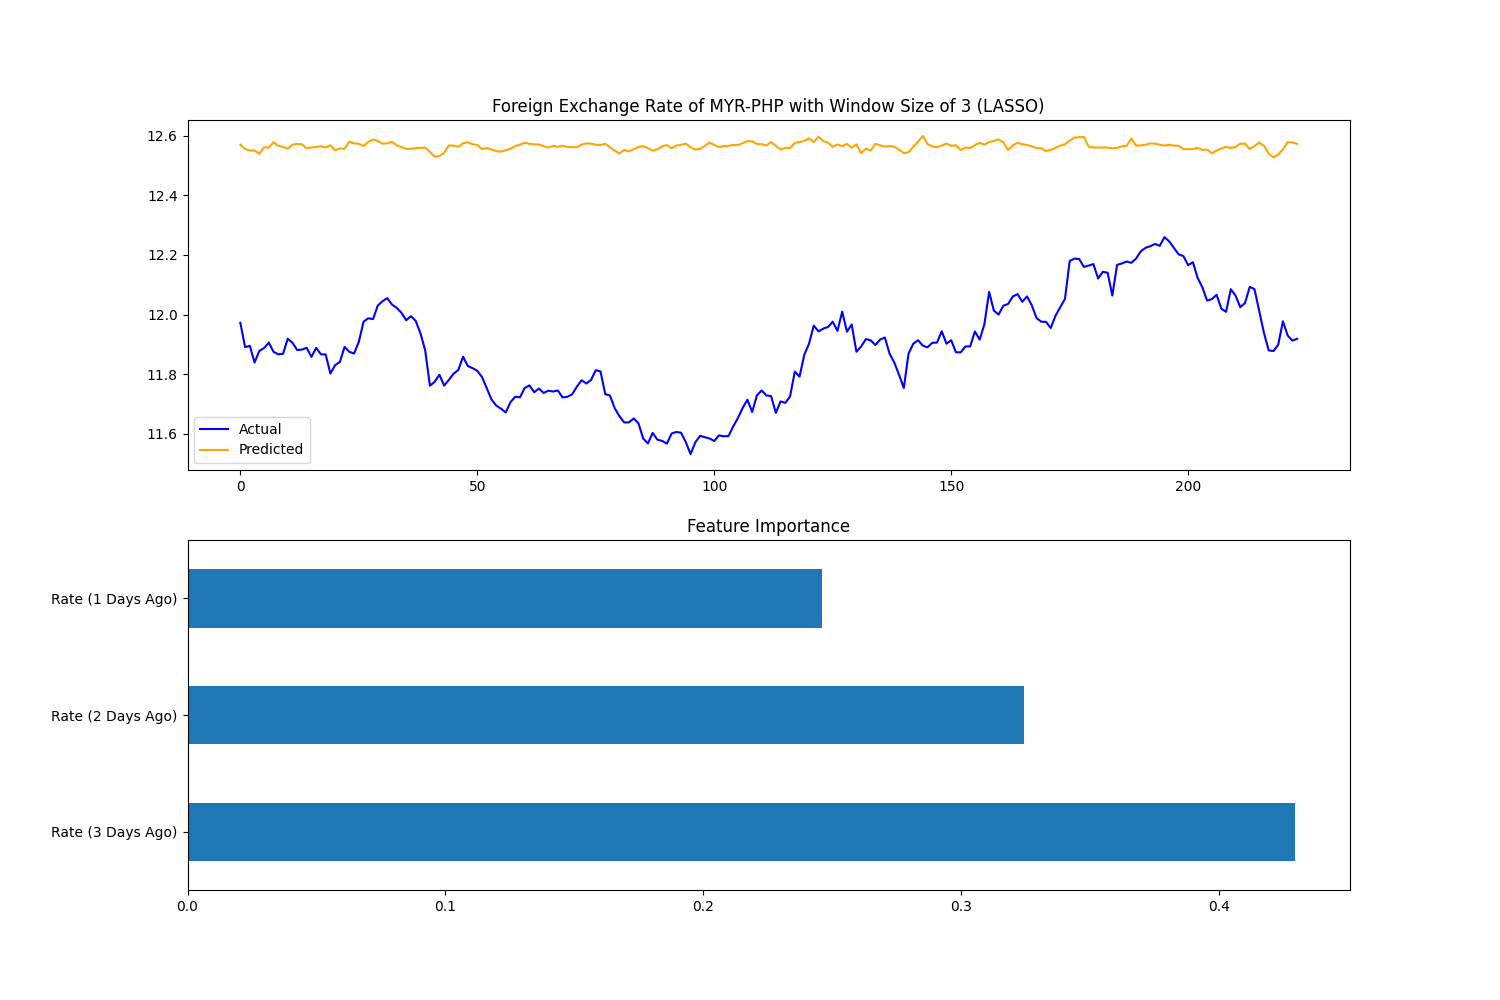 Foreign Exchange Rate of MYR-PHP with Window Size of 3 (LASSO)
12.6
12.4
12.2
12.0
11.8
11.6
Actual
Predicted
0 50 100 150 200
Feature Importance
Rate (1 Days Ago)
Rate (2 Days Ago)
Rate (3 Days Ago)
0.0 0.1 0.2 0.3 0.4